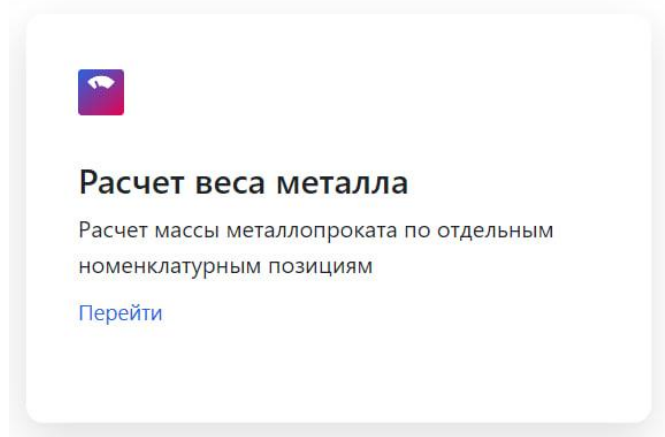 Расчет веса металла
Расчет массы металлопроката по отдельным
номенклатурным позициям
Перейти